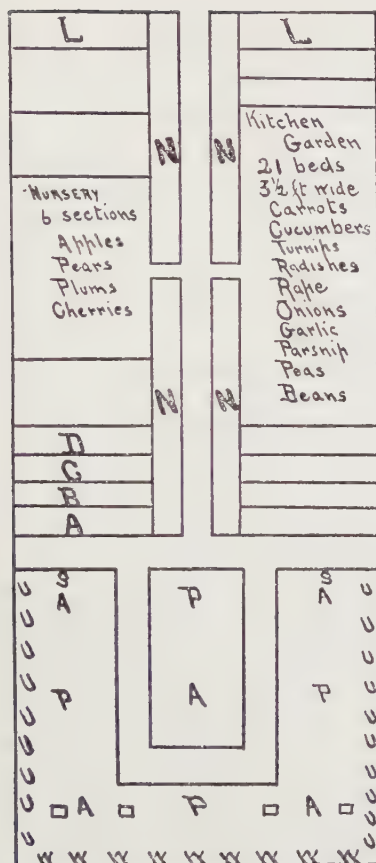 L L
N N
NURSERY
6 sections
Apples
Pears
Plums
Cherries
Kitchen
Garden
21 beds
3½ ft wide
Carrots
Cucumbers
Turnips
Radishes
Rape
Onions
Garlic
Parsnip
Peas
Beans
N N
D
C
B
A
S S
A P A
P A P
A P A
U U U U U U U U U
U U U U U U U U U
W W W W W W W W